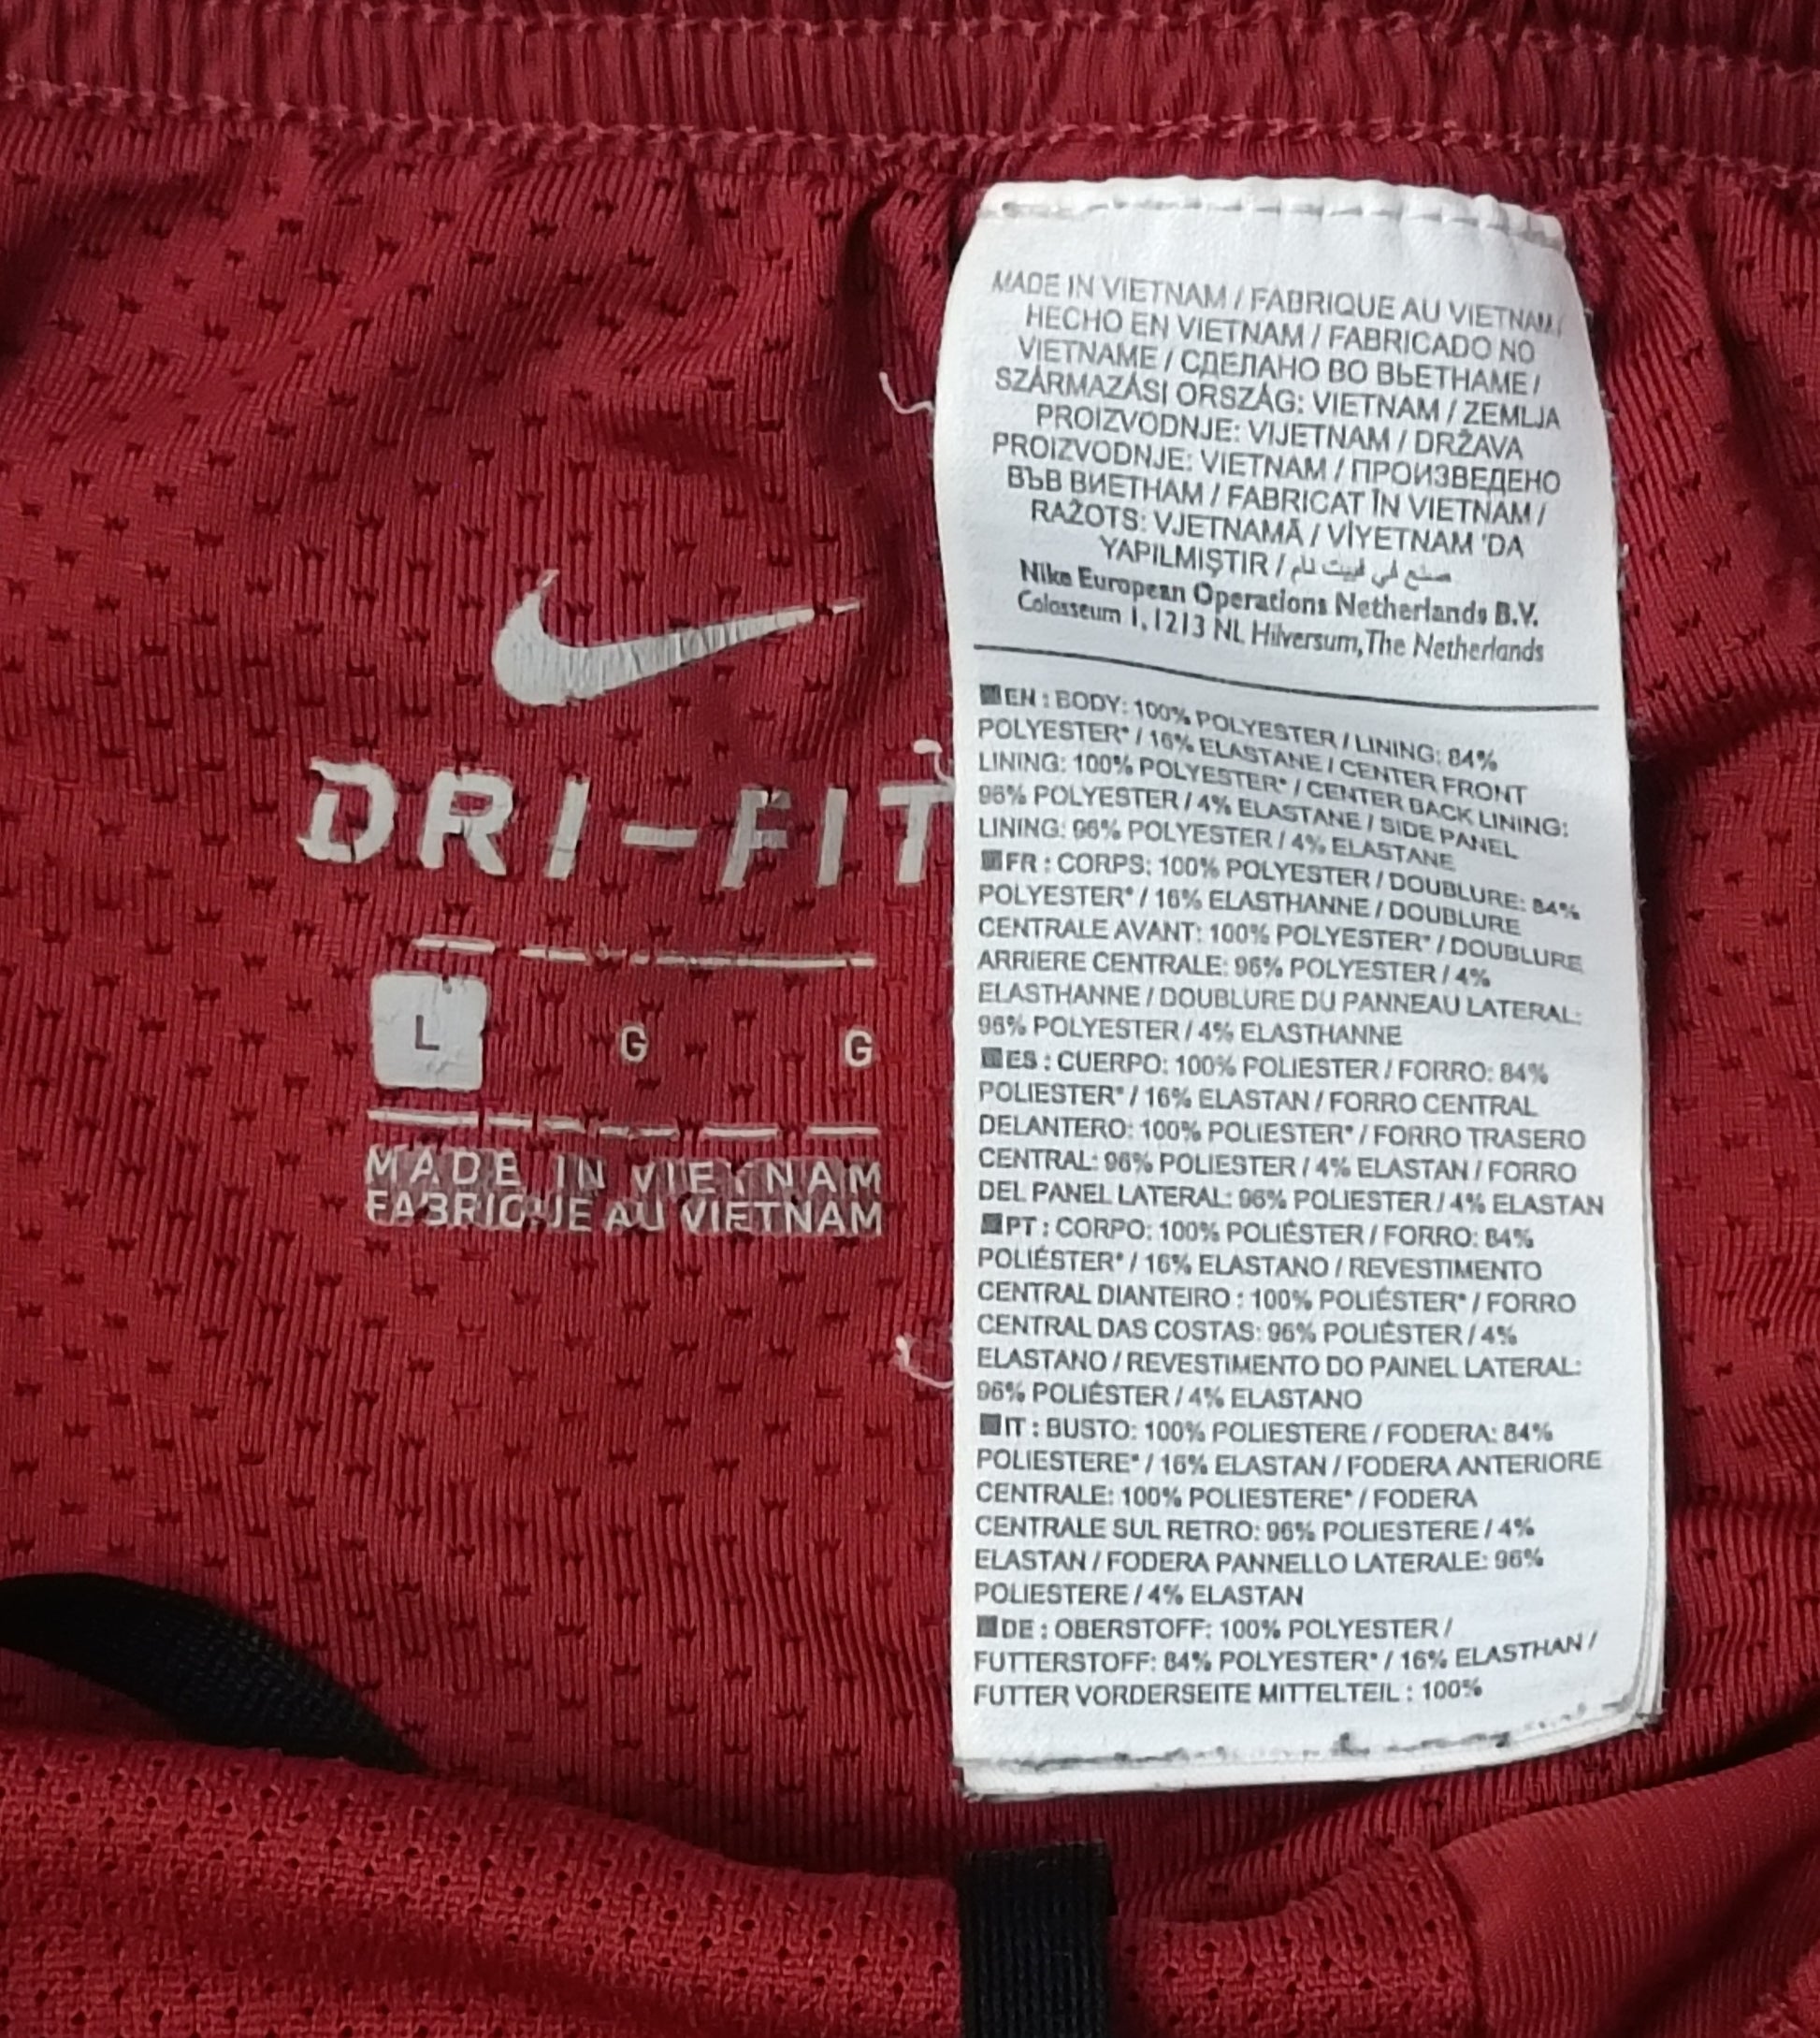 DRI-FIT
L G G
MADE IN VIETNAM
FABRIQUE AU VIETNAM
MADE IN VIETNAM / FABRIQUE AU VIETNAM /
HECHO EN VIETNAM / FABRICADO NO
VIETNAME / СДЕЛАНО ВО ВЬЕТНАМЕ /
SZÁRMAZÁSI ORSZÁG: VIETNAM / ZEMLJA
PROIZVODNJE: VIJETNAM / DRŽAVA
PROIZVODNJE: VIETNAM / ПРОИЗВЕДЕНО
ВЪВ ВИЕТНАМ / FABRICAT ÎN VIETNAM /
RAŽOTS: VJETNAMĀ / VİYETNAM 'DA
YAPILMIŞTIR / صنع في فييت نام
Nike European Operations Netherlands B.V.
Colosseum 1, 1213 NL Hilversum, The Netherlands
EN : BODY: 100% POLYESTER / LINING: 84%
POLYESTER* / 16% ELASTANE / CENTER FRONT
LINING: 100% POLYESTER* / CENTER BACK LINING:
96% POLYESTER / 4% ELASTANE / SIDE PANEL
LINING: 96% POLYESTER / 4% ELASTANE
FR : CORPS: 100% POLYESTER / DOUBLURE: 84%
POLYESTER* / 16% ELASTHANNE / DOUBLURE
CENTRALE AVANT: 100% POLYESTER* / DOUBLURE
ARRIERE CENTRALE: 96% POLYESTER / 4%
ELASTHANNE / DOUBLURE DU PANNEAU LATERAL:
96% POLYESTER / 4% ELASTHANNE
ES : CUERPO: 100% POLIESTER / FORRO: 84%
POLIESTER* / 16% ELASTAN / FORRO CENTRAL
DELANTERO: 100% POLIESTER* / FORRO TRASERO
CENTRAL: 96% POLIESTER / 4% ELASTAN / FORRO
DEL PANEL LATERAL: 96% POLIESTER / 4% ELASTAN
PT : CORPO: 100% POLIÉSTER / FORRO: 84%
POLIÉSTER* / 16% ELASTANO / REVESTIMENTO
CENTRAL DIANTEIRO : 100% POLIÉSTER* / FORRO
CENTRAL DAS COSTAS: 96% POLIÉSTER / 4%
ELASTANO / REVESTIMENTO DO PAINEL LATERAL:
96% POLIÉSTER / 4% ELASTANO
IT : BUSTO: 100% POLIESTERE / FODERA: 84%
POLIESTERE* / 16% ELASTAN / FODERA ANTERIORE
CENTRALE: 100% POLIESTERE* / FODERA
CENTRALE SUL RETRO: 96% POLIESTERE / 4%
ELASTAN / FODERA PANNELLO LATERALE: 96%
POLIESTERE / 4% ELASTAN
DE : OBERSTOFF: 100% POLYESTER /
FUTTERSTOFF: 84% POLYESTER* / 16% ELASTHAN /
FUTTER VORDERSEITE MITTELTEIL : 100%